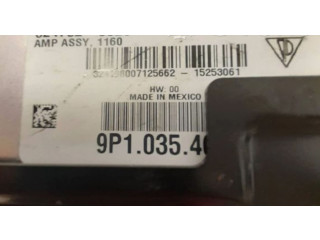 AMP ASSY, 1160
15253061
HW: 00
MADE IN MEXICO
9P1.035.4